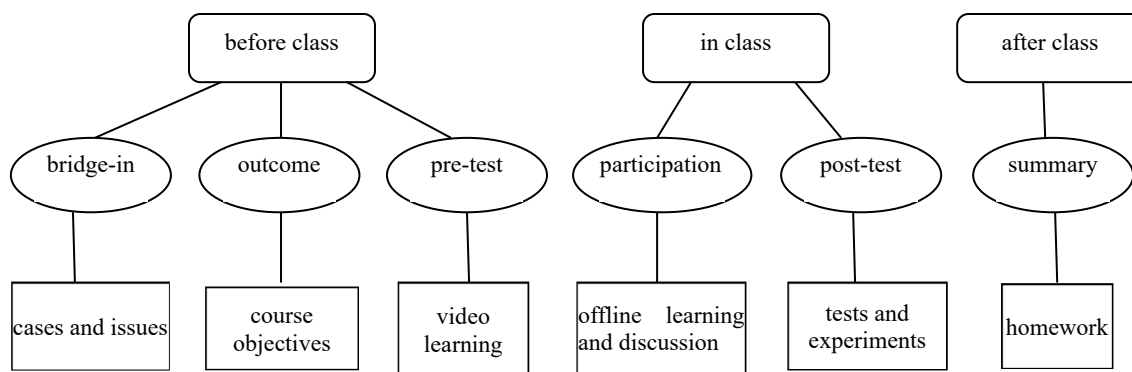 before class
in class
after class
bridge-in
outcome
pre-test
participation
post-test
summary
cases and issues
course
objectives
video
learning
offline learning
and discussion
tests and
experiments
homework